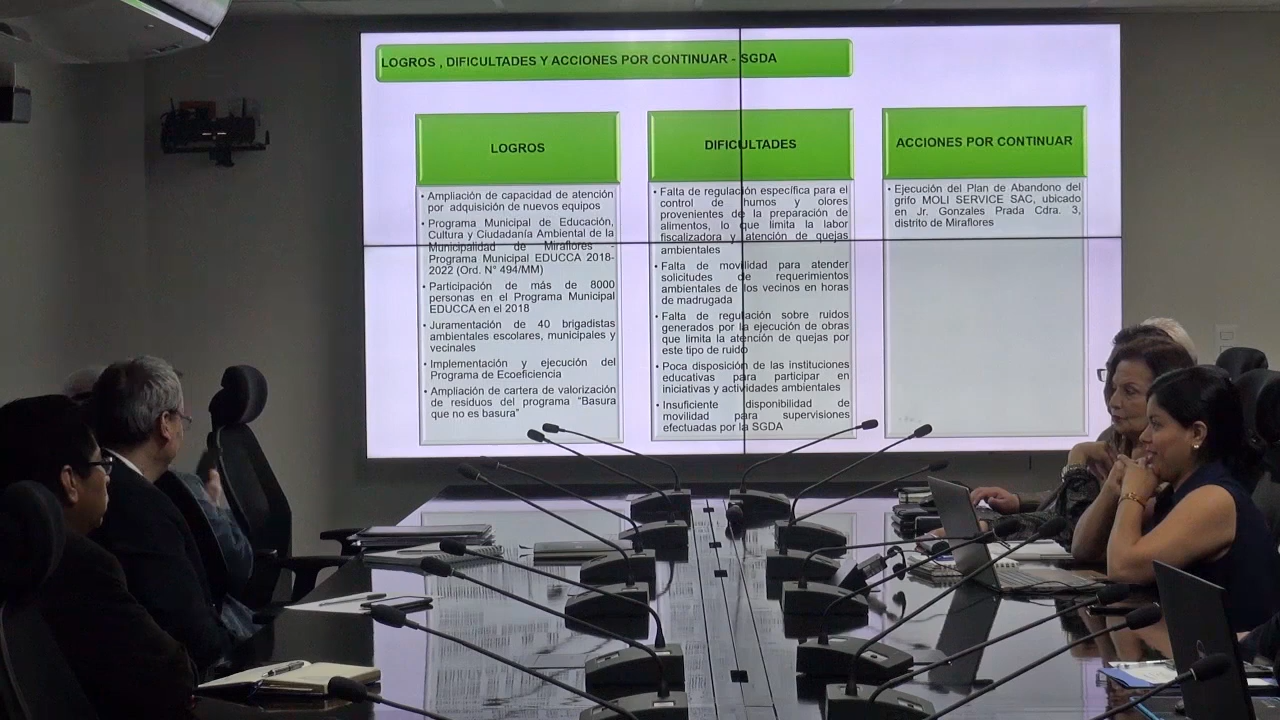 LOGROS , DIFICULTADES Y ACCIONES POR CONTINUAR - SGDA
LOGROS
• Ampliación de capacidad de atención
por adquisición de nuevos equipos
• Programa Municipal de Educación,
Cultura y Ciudadanía Ambiental de la
Municipalidad de Miraflores -
Programa Municipal EDUCCA 2018-
2022 (Ord. N° 494/MM)
• Participación de más de 8000
personas en el Programa Municipal
EDUCCA en el 2018
• Juramentación de 40 brigadistas
ambientales escolares, municipales y
vecinales
• Implementación y ejecución del
Programa de Ecoeficiencia
• Ampliación de cartera de valorización
de residuos del programa “Basura
que no es basura”
DIFICULTADES
• Falta de regulación específica para el
control de humos y olores
provenientes de la preparación de
alimentos, lo que limita la labor
fiscalizadora y atención de quejas
ambientales
• Falta de movilidad para atender
solicitudes de requerimientos
ambientales de los vecinos en horas
de madrugada
• Falta de regulación sobre ruidos
generados por la ejecución de obras
que limita la atención de quejas por
este tipo de ruido
• Poca disposición de las instituciones
educativas para participar en
iniciativas y actividades ambientales
• Insuficiente disponibilidad de
movilidad para supervisiones
efectuadas por la SGDA
ACCIONES POR CONTINUAR
• Ejecución del Plan de Abandono del
grifo MOLI SERVICE SAC, ubicado
en Jr. Gonzales Prada Cdra. 3,
distrito de Miraflores